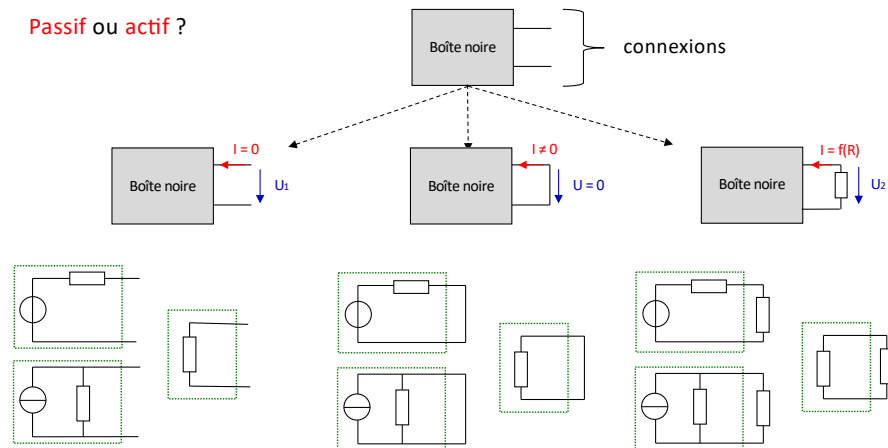 Passif ou actif ?
Boîte noire
connexions
I = 0
Boîte noire
U1
I ≠ 0
Boîte noire
U = 0
I = f(R)
Boîte noire
U2